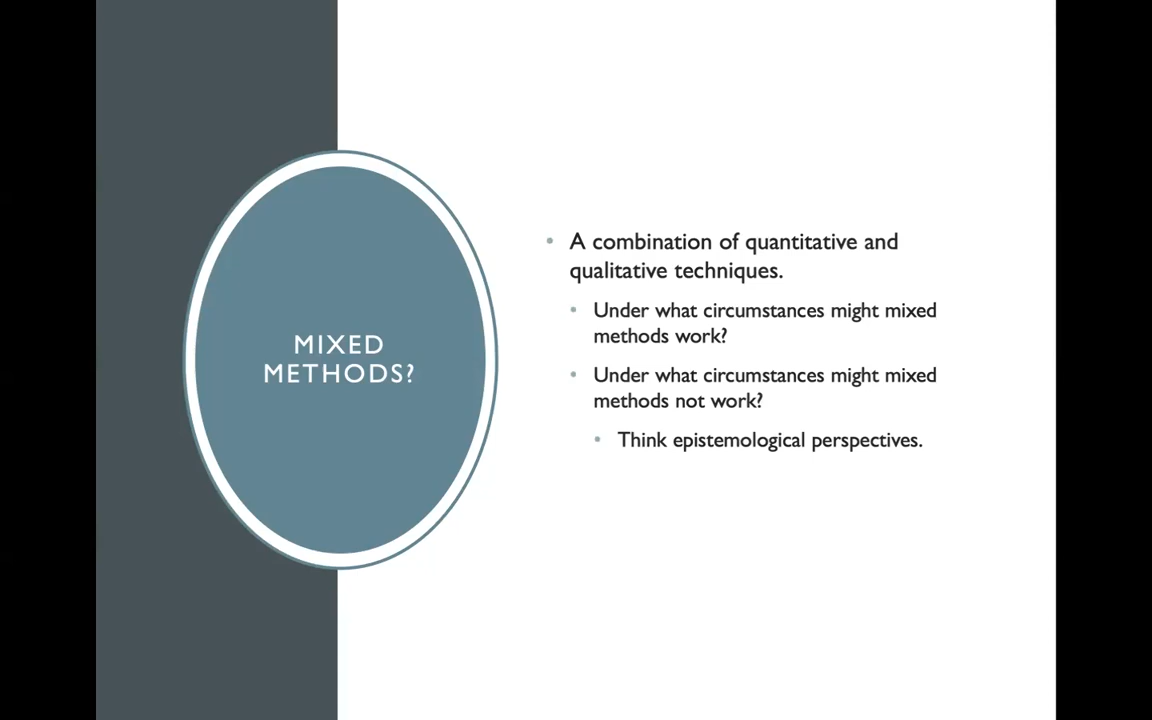 MIXED
METHODS?
• A combination of quantitative and
qualitative techniques.
• Under what circumstances might mixed
methods work?
• Under what circumstances might mixed
methods not work?
• Think epistemological perspectives.